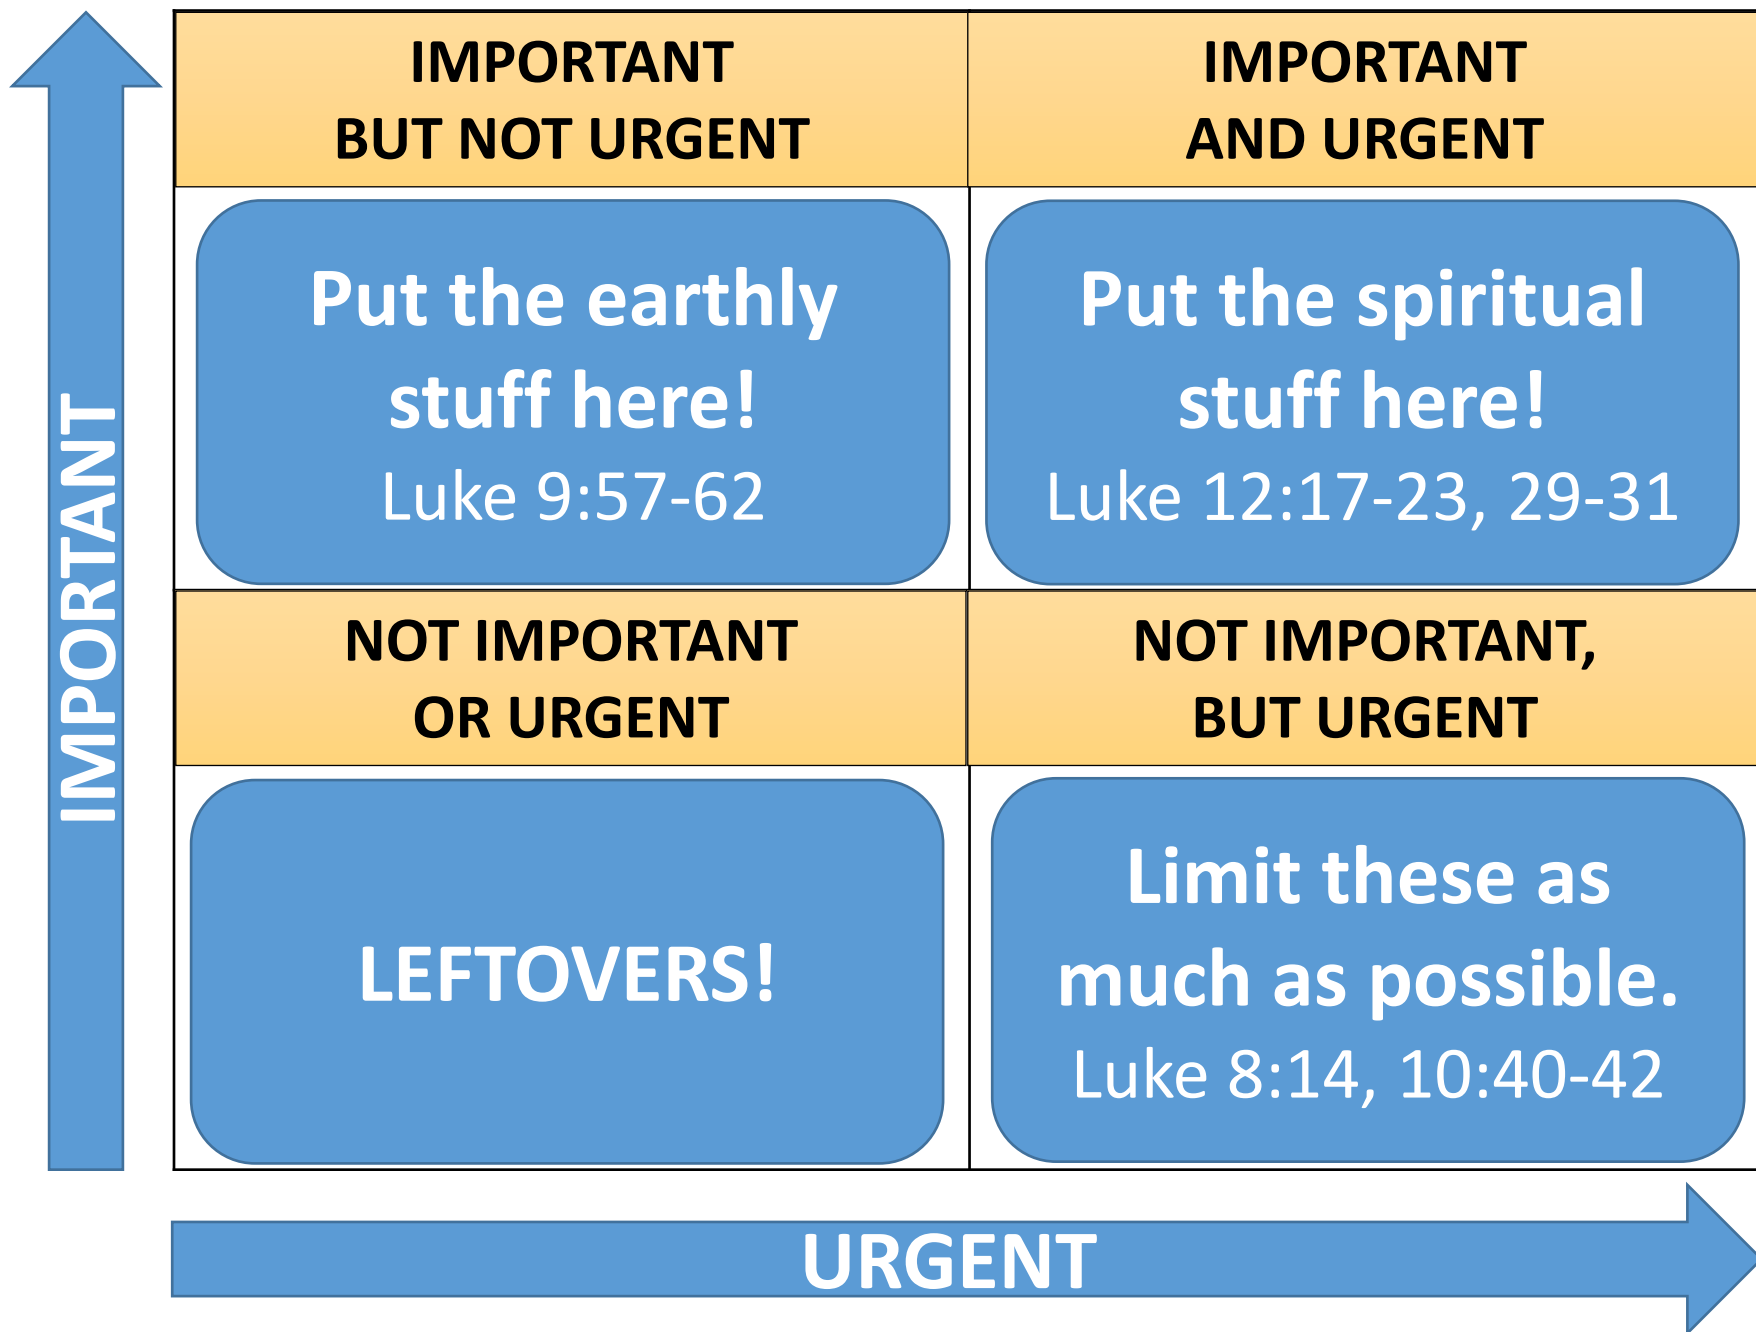 IMPORTANT
IMPORTANT
BUT NOT URGENT
IMPORTANT
AND URGENT
Put the earthly
stuff here!
Luke 9:57-62
Put the spiritual
stuff here!
Luke 12:17-23, 29-31
NOT IMPORTANT
OR URGENT
NOT IMPORTANT,
BUT URGENT
LEFTOVERS!
Limit these as
much as possible.
Luke 8:14, 10:40-42
URGENT